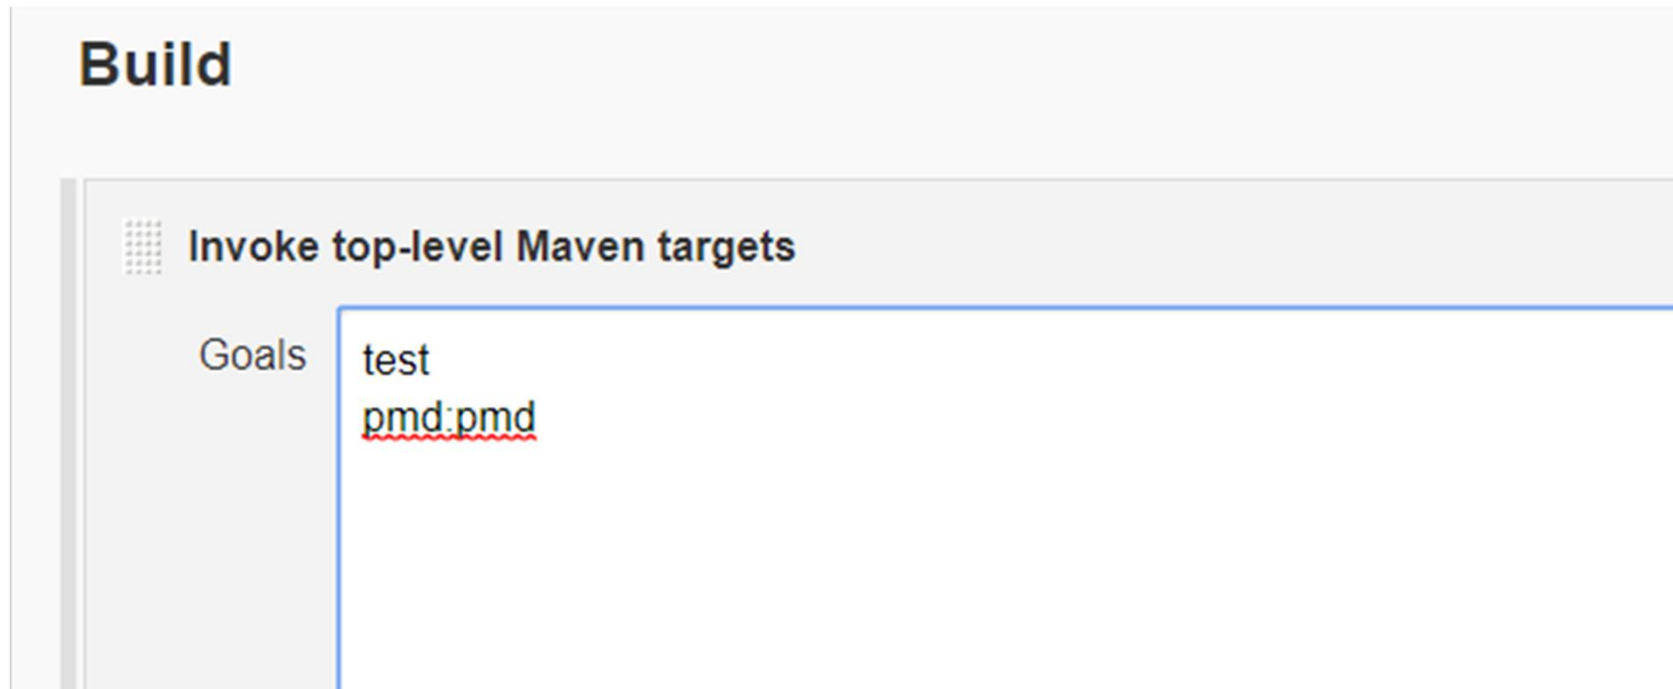 Build
Invoke top-level Maven targets
Goals
test
pmd:pmd